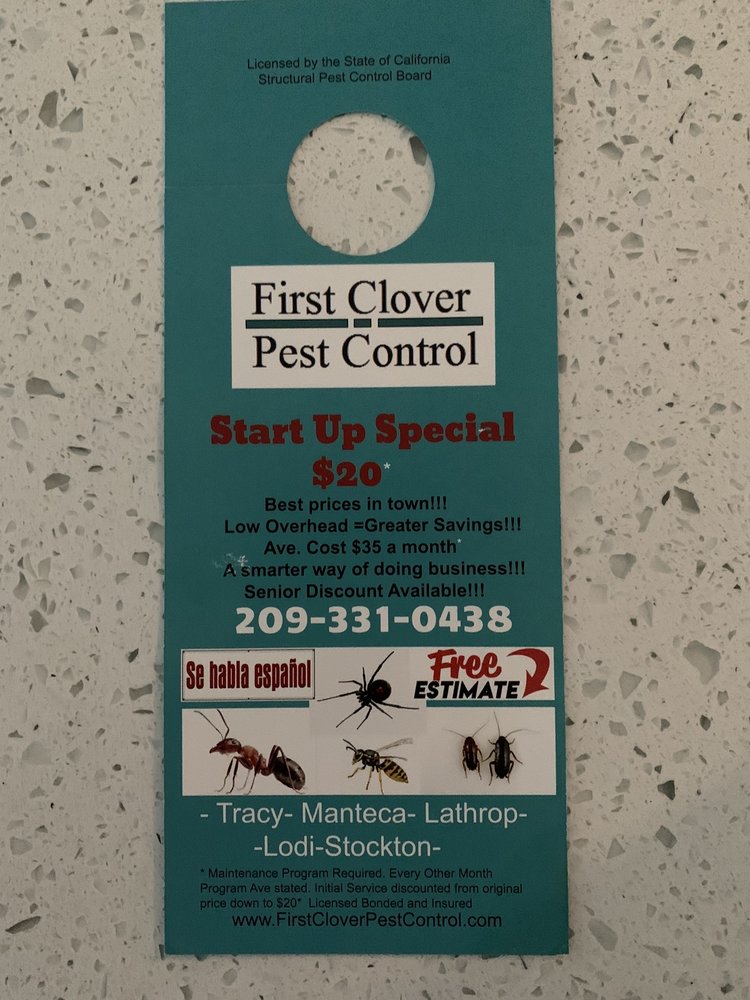 Licensed by the State of California
Structural Pest Control Board
First Clover
Pest Control
Start Up Special
$20*
Best prices in town!!!
Low Overhead =Greater Savings!!!
Ave. Cost $35 a month*
A smarter way of doing business!!!
Senior Discount Available!!!
209-331-0438
Se habla español
Free
ESTIMATE
- Tracy- Manteca- Lathrop-
-Lodi-Stockton-
* Maintenance Program Required. Every Other Month
Program Ave stated. Initial Service discounted from original
price down to $20* Licensed Bonded and Insured
www.FirstCloverPestControl.com